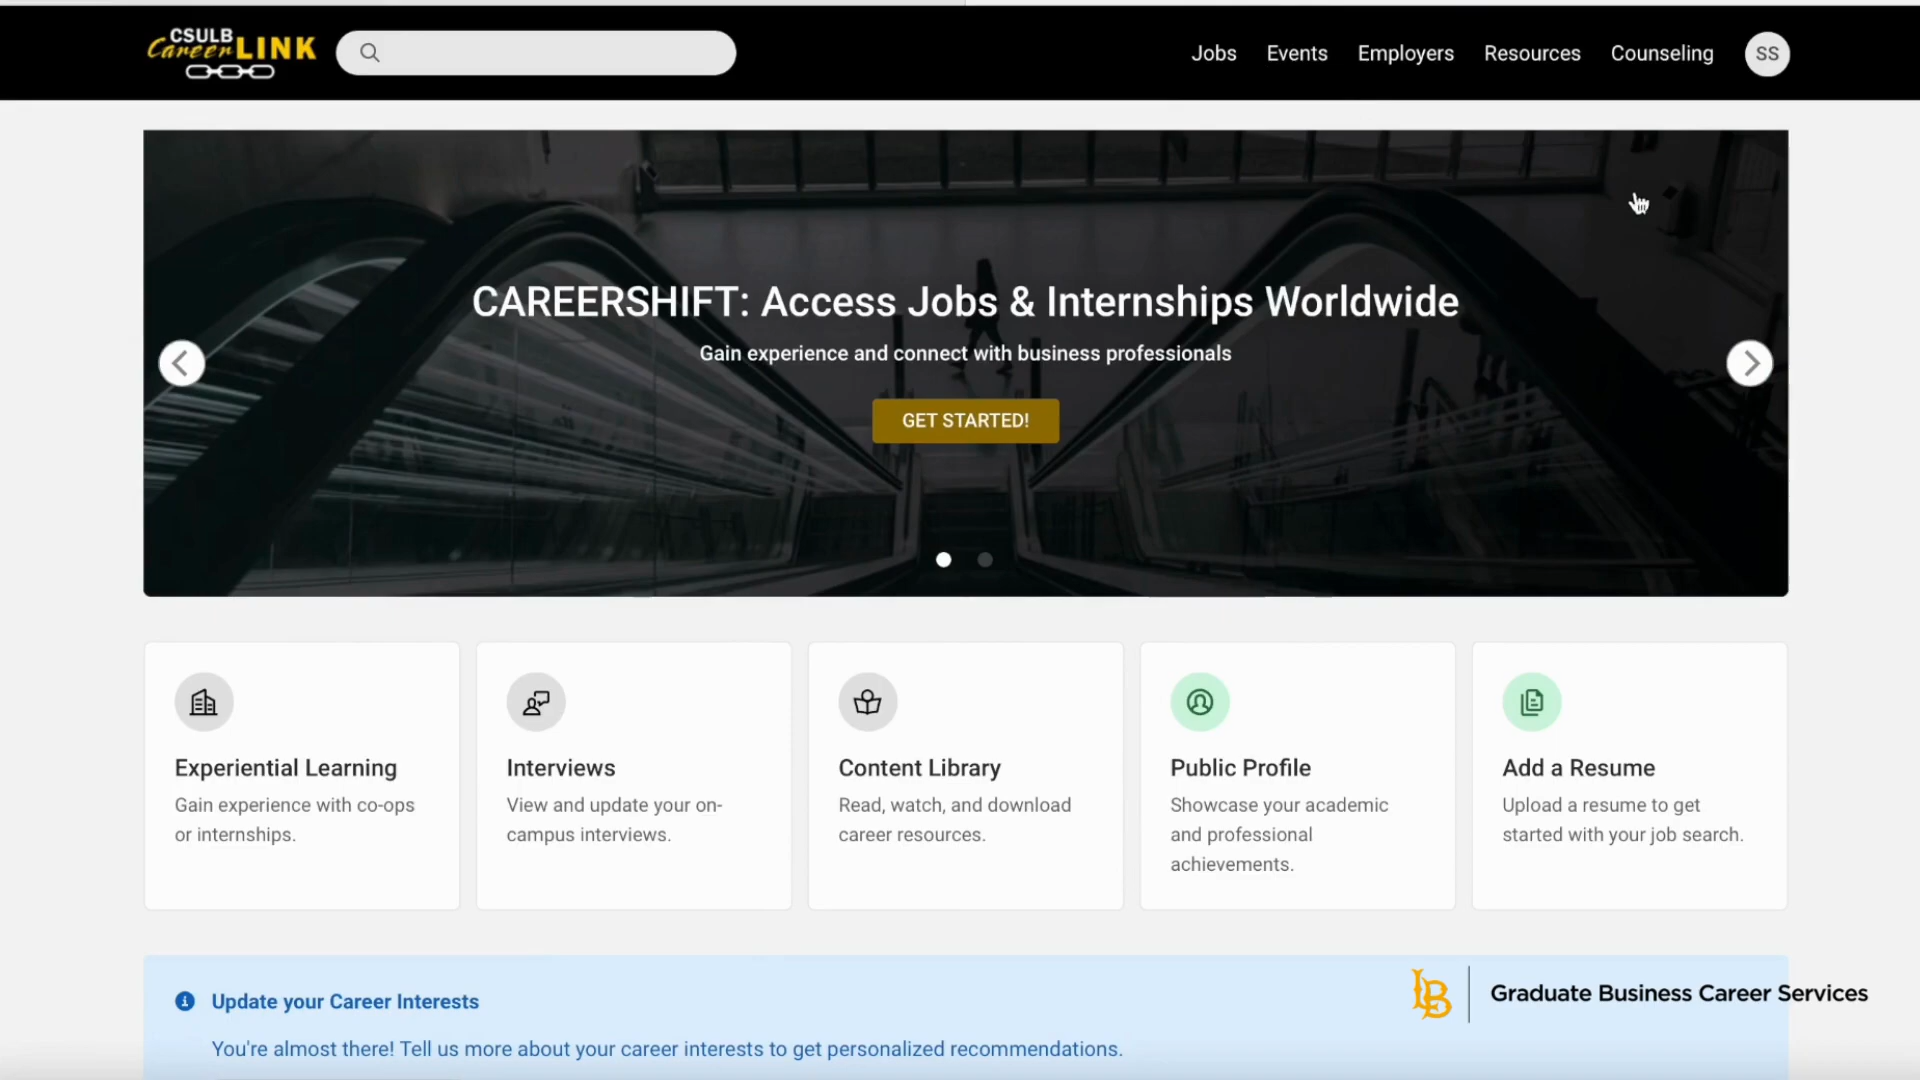 CSULB
CareerLINK
Jobs
Events
Employers
Resources
Counseling
SS
CAREERSHIFT: Access Jobs & Internships Worldwide
Gain experience and connect with business professionals
GET STARTED!
Experiential Learning
Gain experience with co-ops
or internships.
Interviews
View and update your on-
campus interviews.
Content Library
Read, watch, and download
career resources.
Public Profile
Showcase your academic
and professional
achievements.
Add a Resume
Upload a resume to get
started with your job search.
Update your Career Interests
You're almost there! Tell us more about your career interests to get personalized recommendations.
LB
Graduate Business Career Services